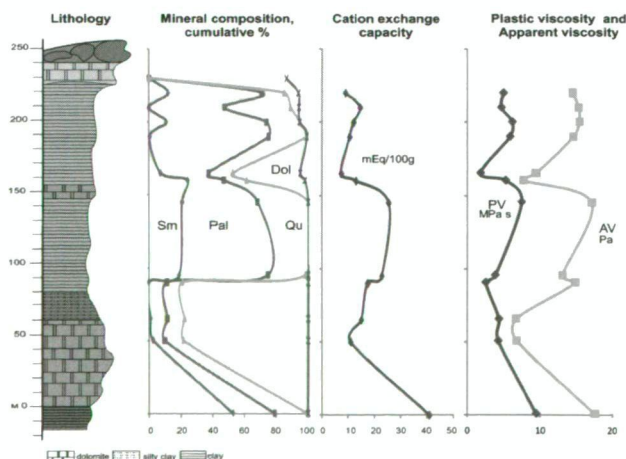 Lithology
Mineral composition, cumulative %
Cation exchange capacity
Plastic viscosity and Apparent viscosity
250
200
150
100
50
M 0
Sm
Pal
Dol
Qu
mEq/100g
PV
MPa s
AV
Pa
0 20 40 60 80 100
0 10 20 30 40 50
0 10 20
dolomite silty clay clay